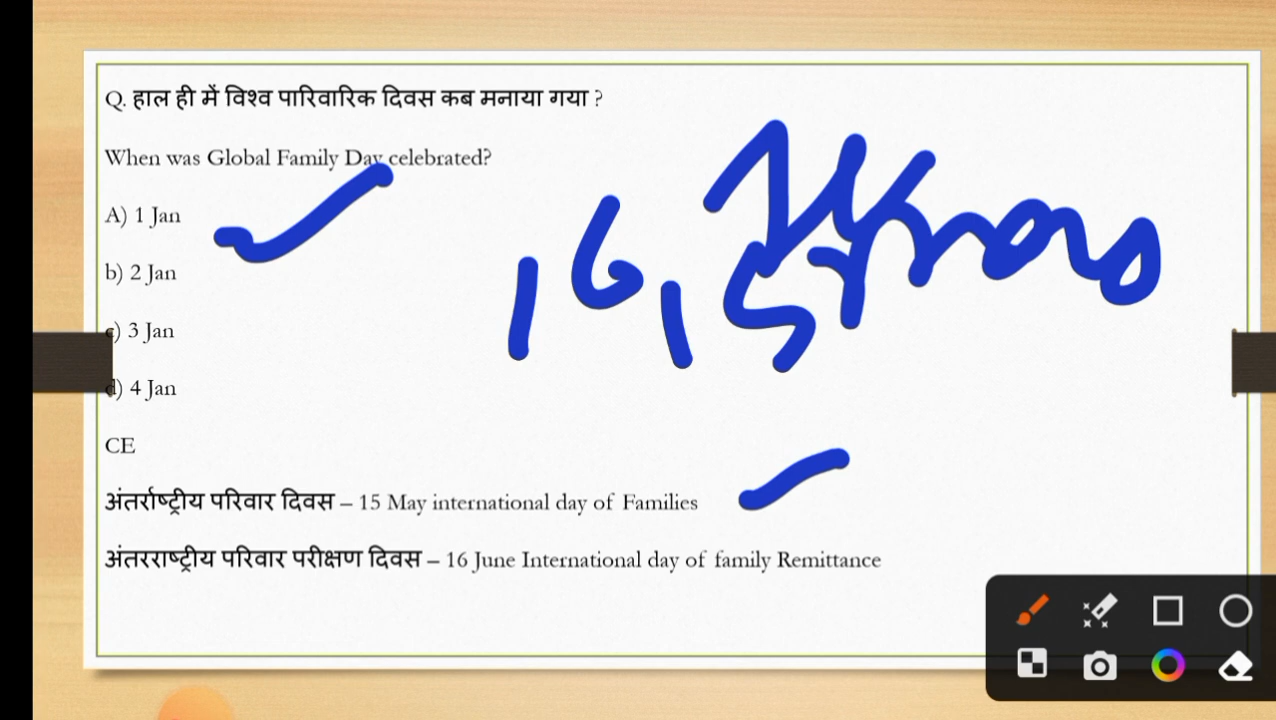 Q. हाल ही में विश्व पारिवारिक दिवस कब मनाया गया ?
When was Global Family Day celebrated?
A) 1 Jan
b) 2 Jan
c) 3 Jan
d) 4 Jan
CE
अंतर्राष्ट्रीय परिवार दिवस – 15 May international day of Families
अंतरराष्ट्रीय परिवार परीक्षण दिवस – 16 June International day of family Remittance